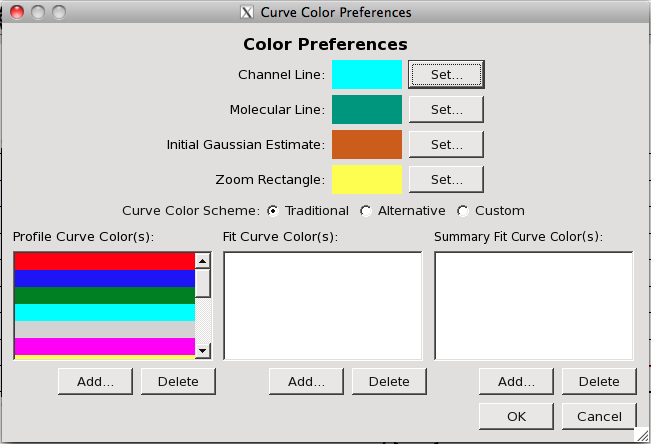 Curve Color Preferences
Color Preferences
Channel Line: Set...
Molecular Line: Set...
Initial Gaussian Estimate: Set...
Zoom Rectangle: Set...
Curve Color Scheme: Traditional Alternative Custom
Profile Curve Color(s): Fit Curve Color(s): Summary Fit Curve Color(s):
Add... Delete Add... Delete Add... Delete
OK Cancel